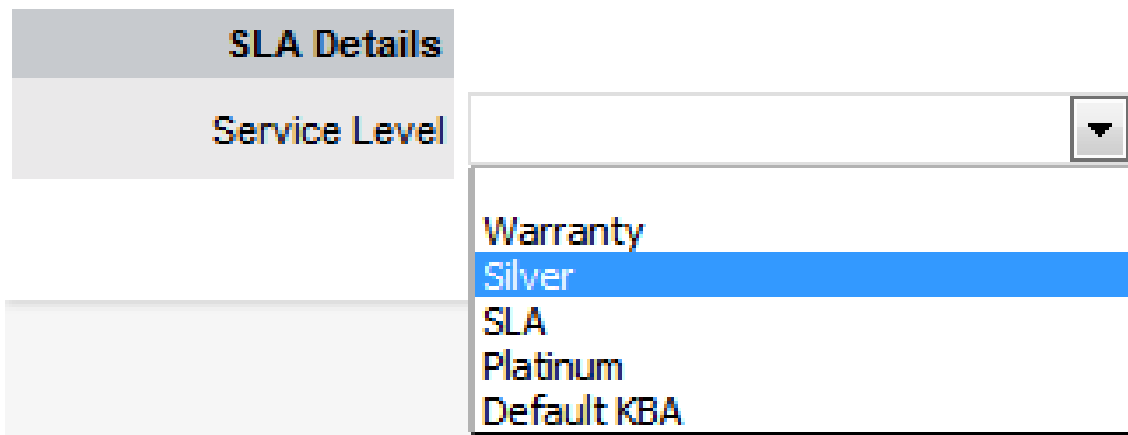 SLA Details
Service Level
Warranty
Silver
SLA
Platinum
Default KBA